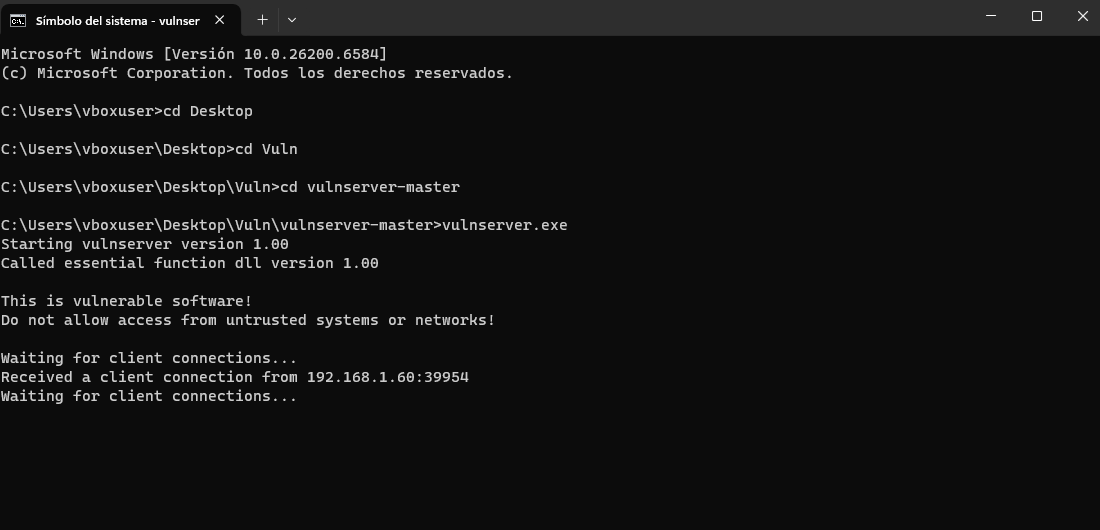 Símbolo del sistema - vulnser
Microsoft Windows [Versión 10.0.26200.6584]
(c) Microsoft Corporation. Todos los derechos reservados.
C:\Users\vboxuser>cd Desktop
C:\Users\vboxuser\Desktop>cd Vuln
C:\Users\vboxuser\Desktop\Vuln>cd vulnserver-master
C:\Users\vboxuser\Desktop\Vuln\vulnserver-master>vulnserver.exe
Starting vulnserver version 1.00
Called essential function dll version 1.00
This is vulnerable software!
Do not allow access from untrusted systems or networks!
Waiting for client connections...
Received a client connection from 192.168.1.60:39954
Waiting for client connections...